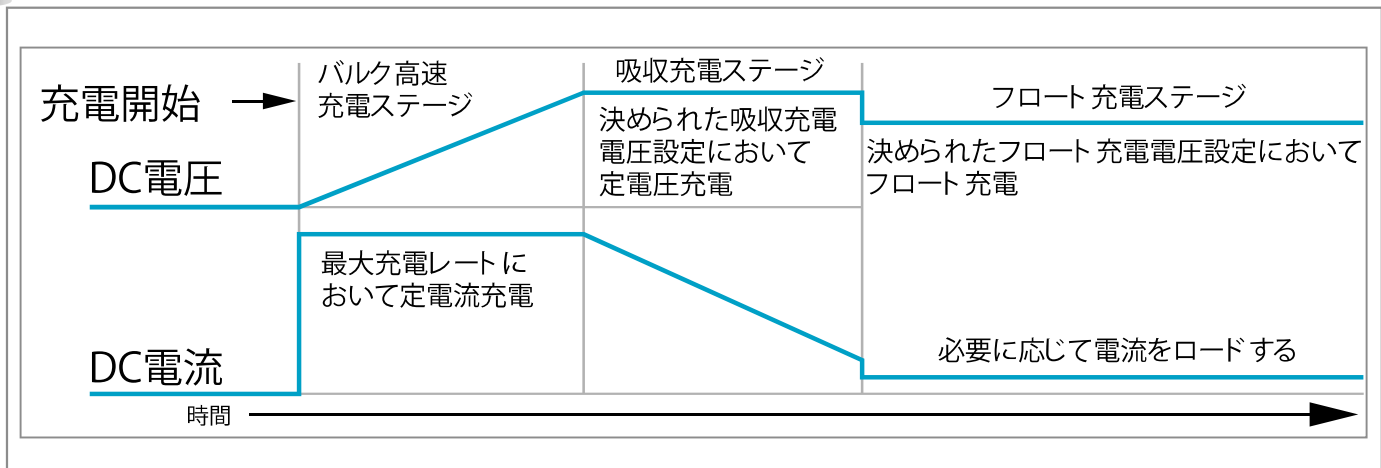 充電開始
バルク高速
充電ステージ
吸収充電ステージ
フロート充電ステージ
DC電圧
決められた吸収充電
電圧設定において
定電圧充電
決められたフロート充電電圧設定において
フロート充電
最大充電レートに
おいて定電流充電
DC電流
必要に応じて電流をロードする
時間